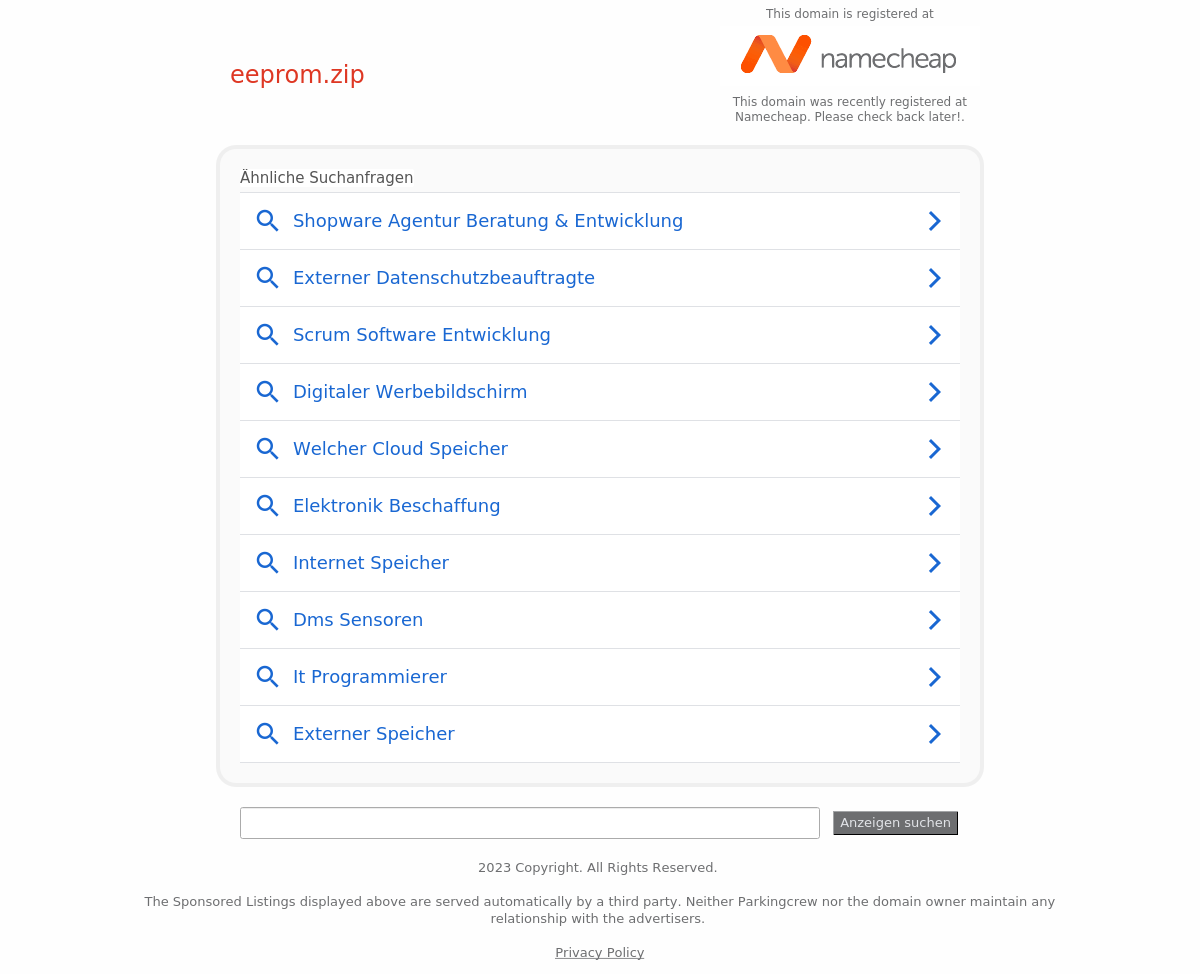 This domain is registered at
namecheap
eeprom.zip
This domain was recently registered at
Namecheap. Please check back later!.
Ähnliche Suchanfragen
Shopware Agentur Beratung & Entwicklung
Externer Datenschutzbeauftragte
Scrum Software Entwicklung
Digitaler Werbebildschirm
Welcher Cloud Speicher
Elektronik Beschaffung
Internet Speicher
Dms Sensoren
It Programmierer
Externer Speicher
Anzeigen suchen
2023 Copyright. All Rights Reserved.
The Sponsored Listings displayed above are served automatically by a third party. Neither Parkingcrew nor the domain owner maintain any
relationship with the advertisers.
Privacy Policy